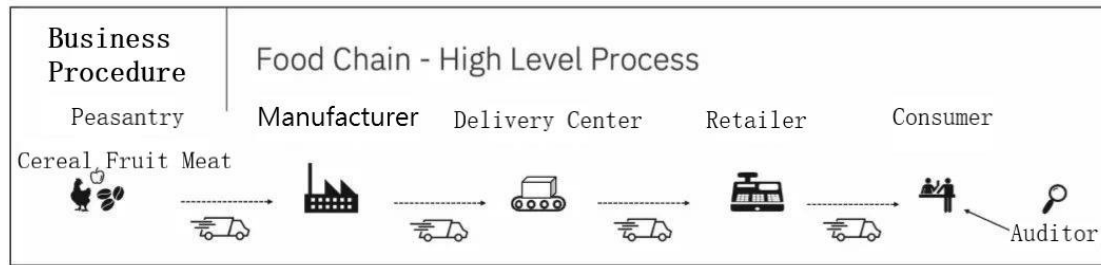 Business
Procedure
Food Chain - High Level Process
Peasantry
Manufacturer
Delivery Center
Retailer
Consumer
Cereal Fruit Meat
Auditor